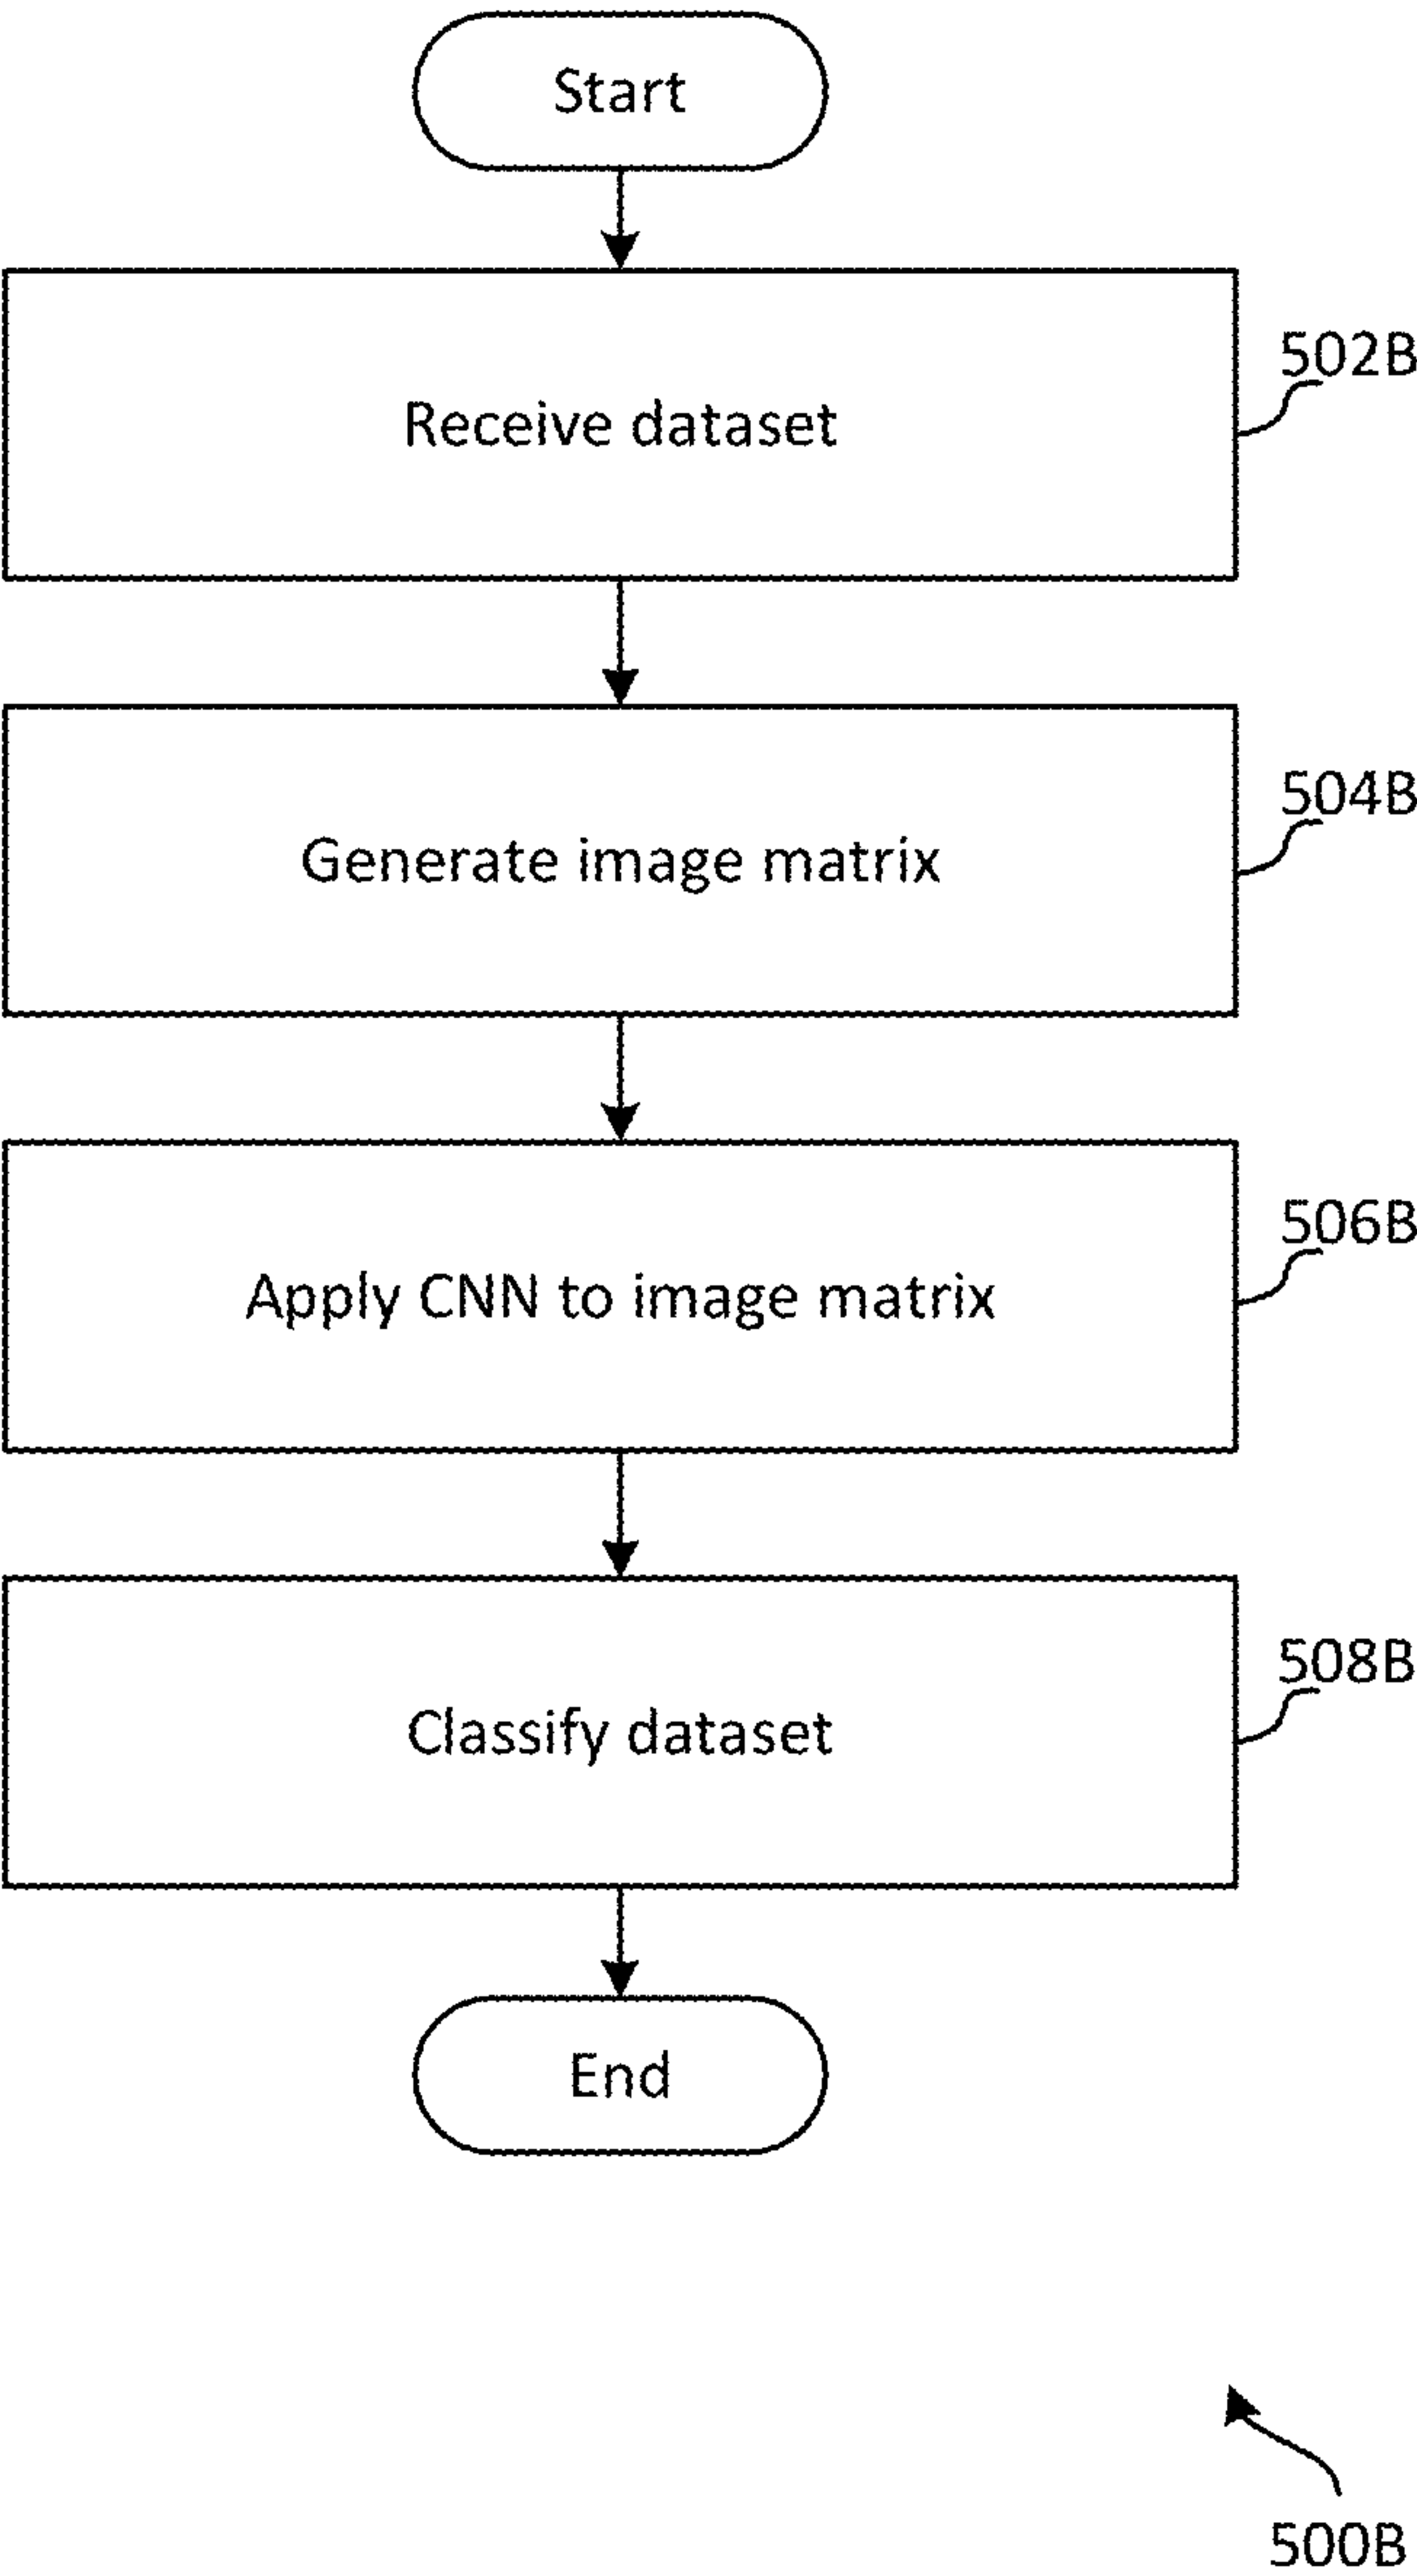 Start
Receive dataset
502B
Generate image matrix
504B
Apply CNN to image matrix
506B
Classify dataset
508B
End
500B